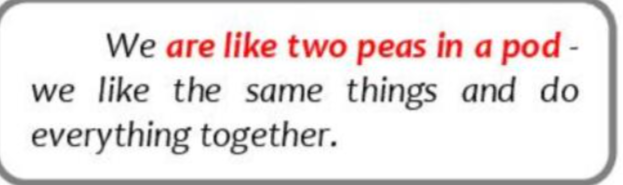 We are like two peas in a pod -
we like the same things and do
everything together.